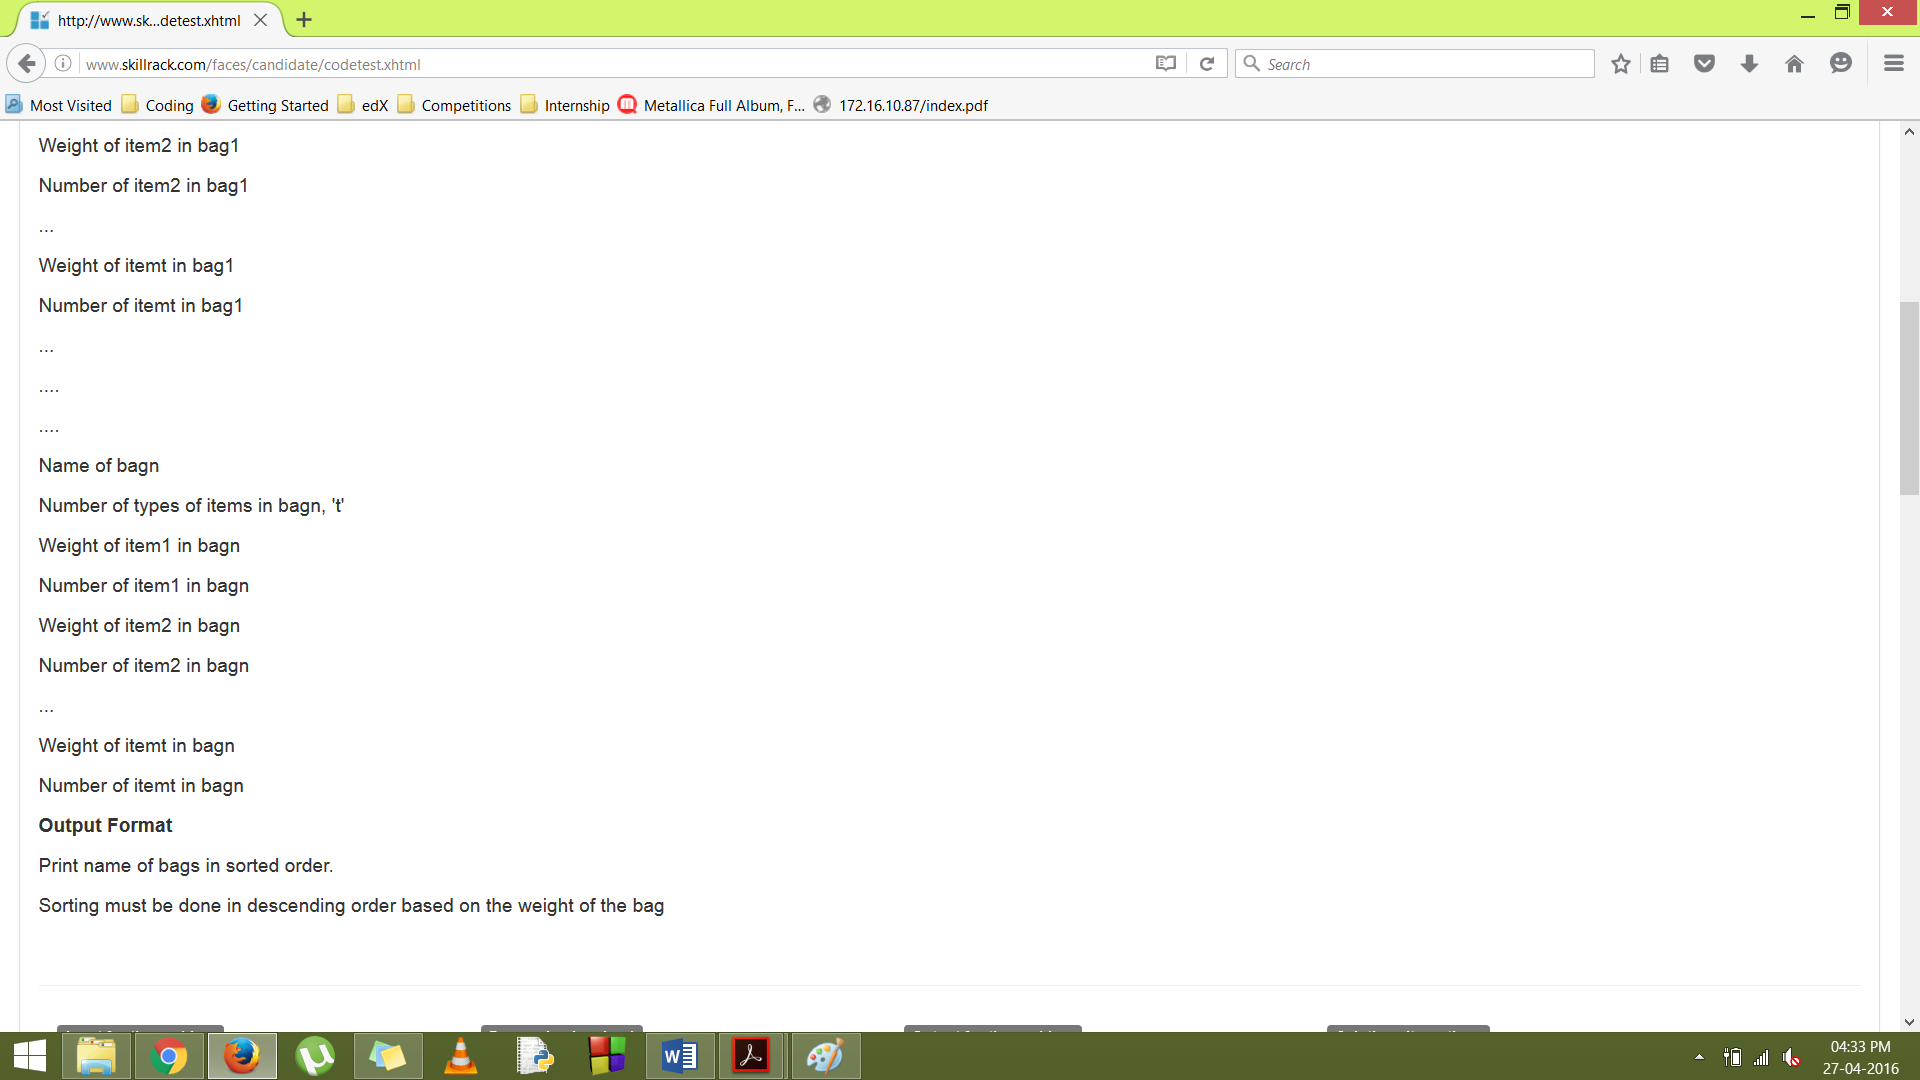 http://www.sk...detest.xhtml
www.skillrack.com/faces/candidate/codetest.xhtml
Search
Most Visited Coding Getting Started edX Competitions Internship Metallica Full Album, F... 172.16.10.87/index.pdf
Weight of item2 in bag1
Number of item2 in bag1
...
Weight of itemt in bag1
Number of itemt in bag1
...
....
....
Name of bagn
Number of types of items in bagn, 't'
Weight of item1 in bagn
Number of item1 in bagn
Weight of item2 in bagn
Number of item2 in bagn
...
Weight of itemt in bagn
Number of itemt in bagn
Output Format
Print name of bags in sorted order.
Sorting must be done in descending order based on the weight of the bag
04:33 PM
27-04-2016